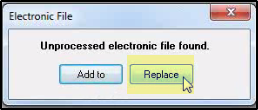 Electronic File
Unprocessed electronic file found.
Add to Replace